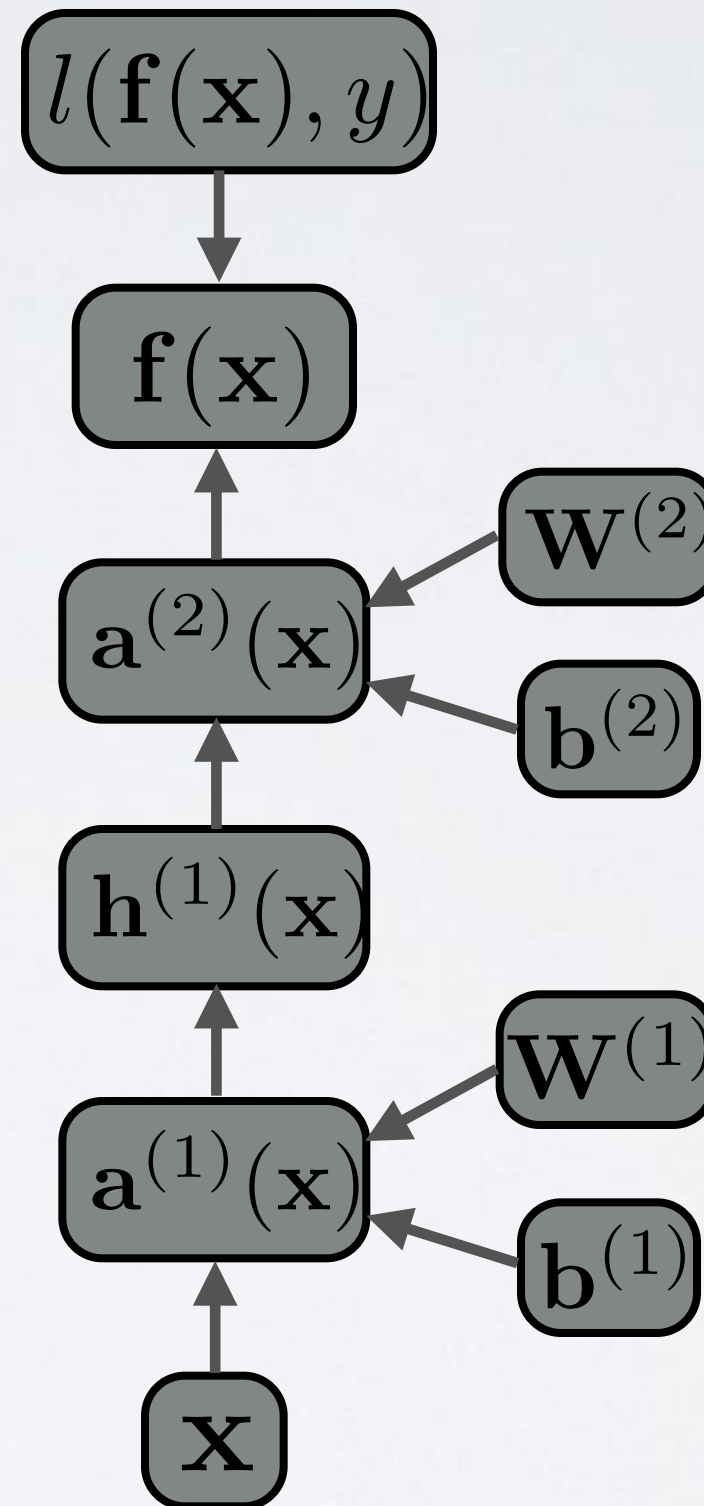 l(f(x), y)
f(x)
W^(2)
a^(2)(x)
b^(2)
h^(1)(x)
W^(1)
a^(1)(x)
b^(1)
x